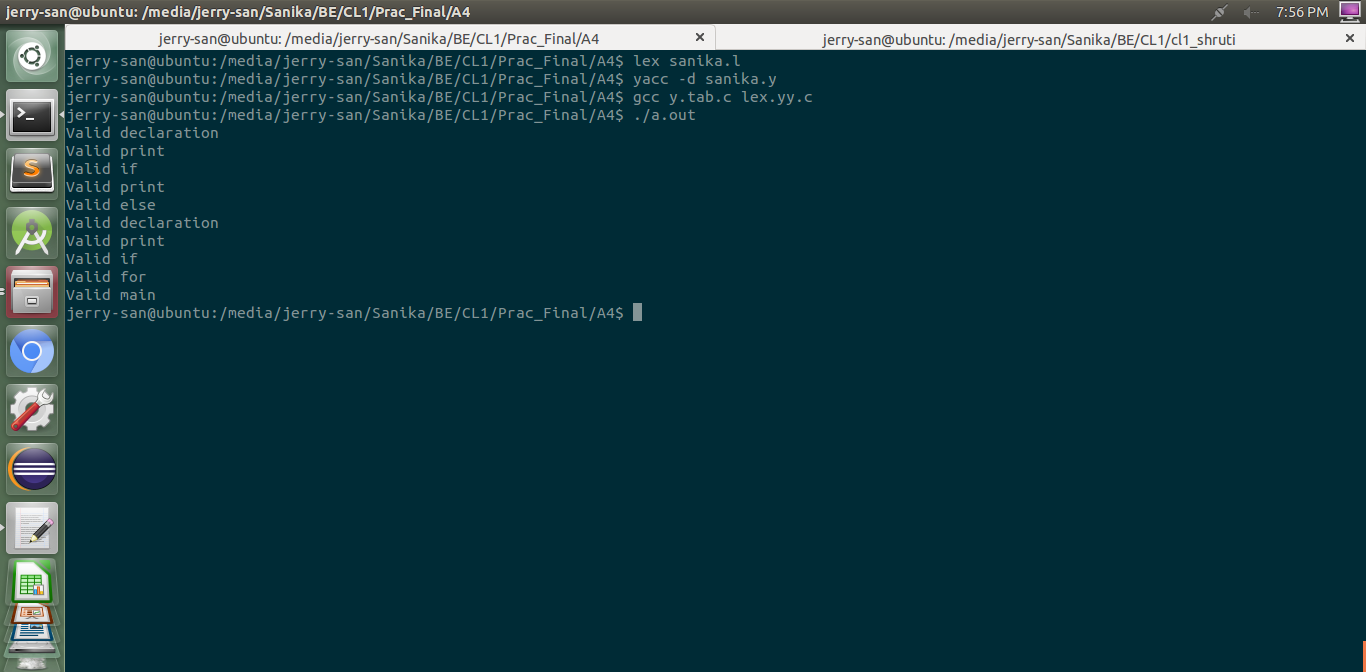 jerry-san@ubuntu: /media/jerry-san/Sanika/BE/CL1/Prac_Final/A4
7:56 PM
jerry-san@ubuntu: /media/jerry-san/Sanika/BE/CL1/Prac_Final/A4
jerry-san@ubuntu: /media/jerry-san/Sanika/BE/CL1/cl1_shruti
jerry-san@ubuntu:/media/jerry-san/Sanika/BE/CL1/Prac_Final/A4$ lex sanika.l
jerry-san@ubuntu:/media/jerry-san/Sanika/BE/CL1/Prac_Final/A4$ yacc -d sanika.y
jerry-san@ubuntu:/media/jerry-san/Sanika/BE/CL1/Prac_Final/A4$ gcc y.tab.c lex.yy.c
jerry-san@ubuntu:/media/jerry-san/Sanika/BE/CL1/Prac_Final/A4$ ./a.out
Valid declaration
Valid print
Valid if
Valid print
Valid else
Valid declaration
Valid print
Valid if
Valid for
Valid main
jerry-san@ubuntu:/media/jerry-san/Sanika/BE/CL1/Prac_Final/A4$